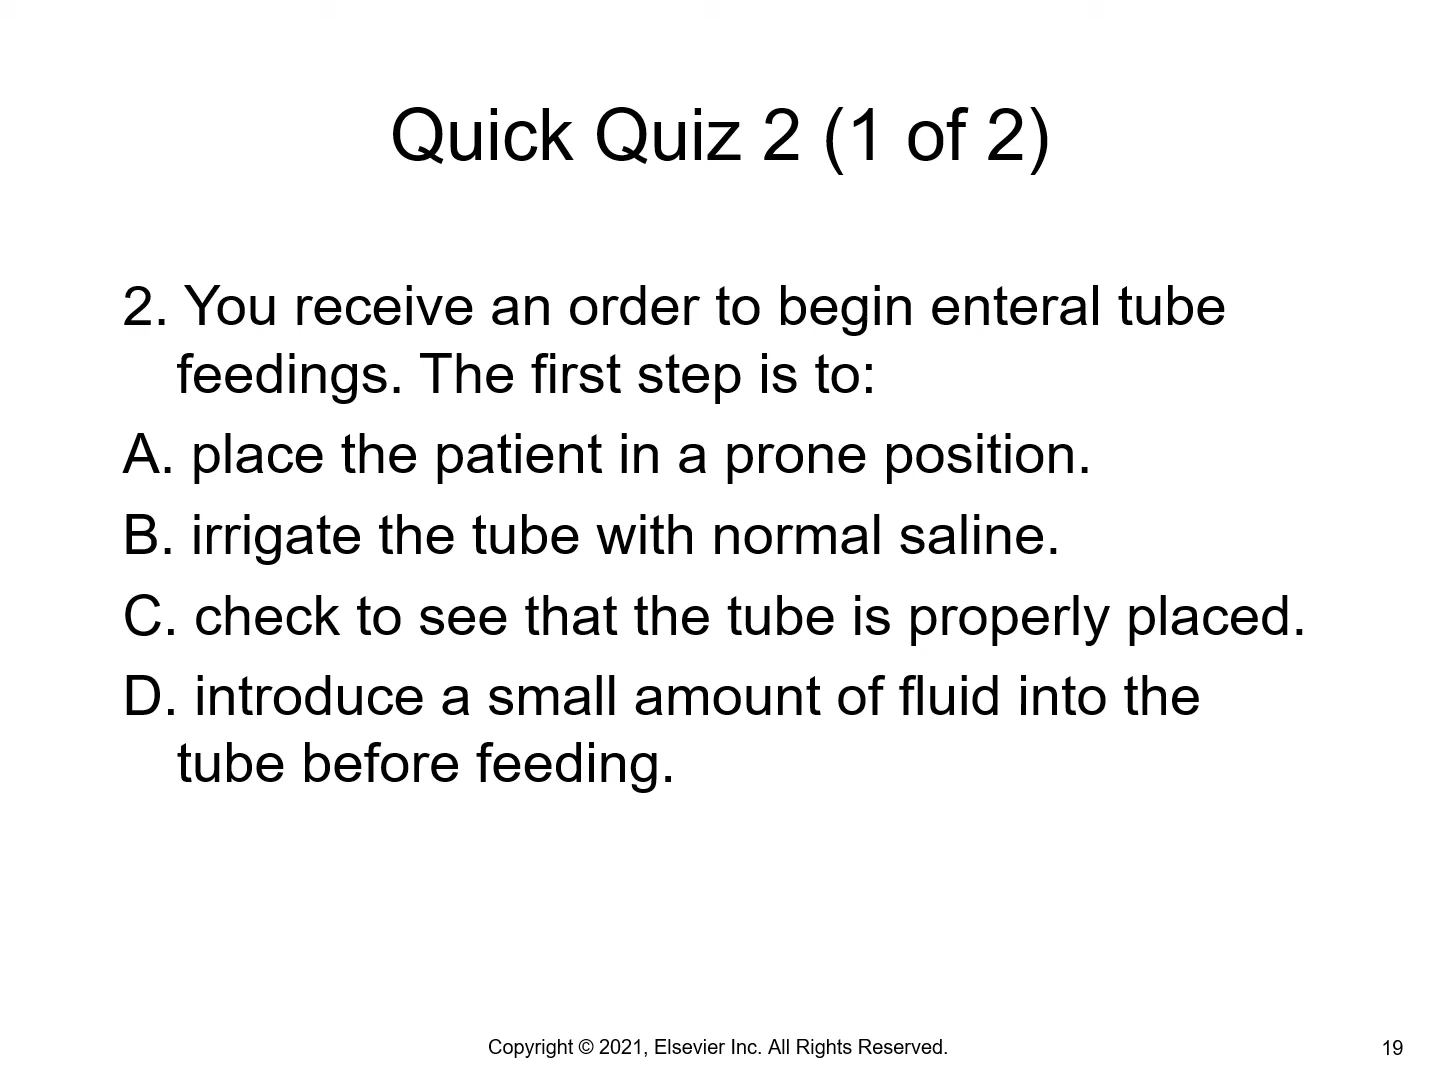 Quick Quiz 2 (1 of 2)
2. You receive an order to begin enteral tube
feedings. The first step is to:
A. place the patient in a prone position.
B. irrigate the tube with normal saline.
C. check to see that the tube is properly placed.
D. introduce a small amount of fluid into the
tube before feeding.
Copyright © 2021, Elsevier Inc. All Rights Reserved.
19